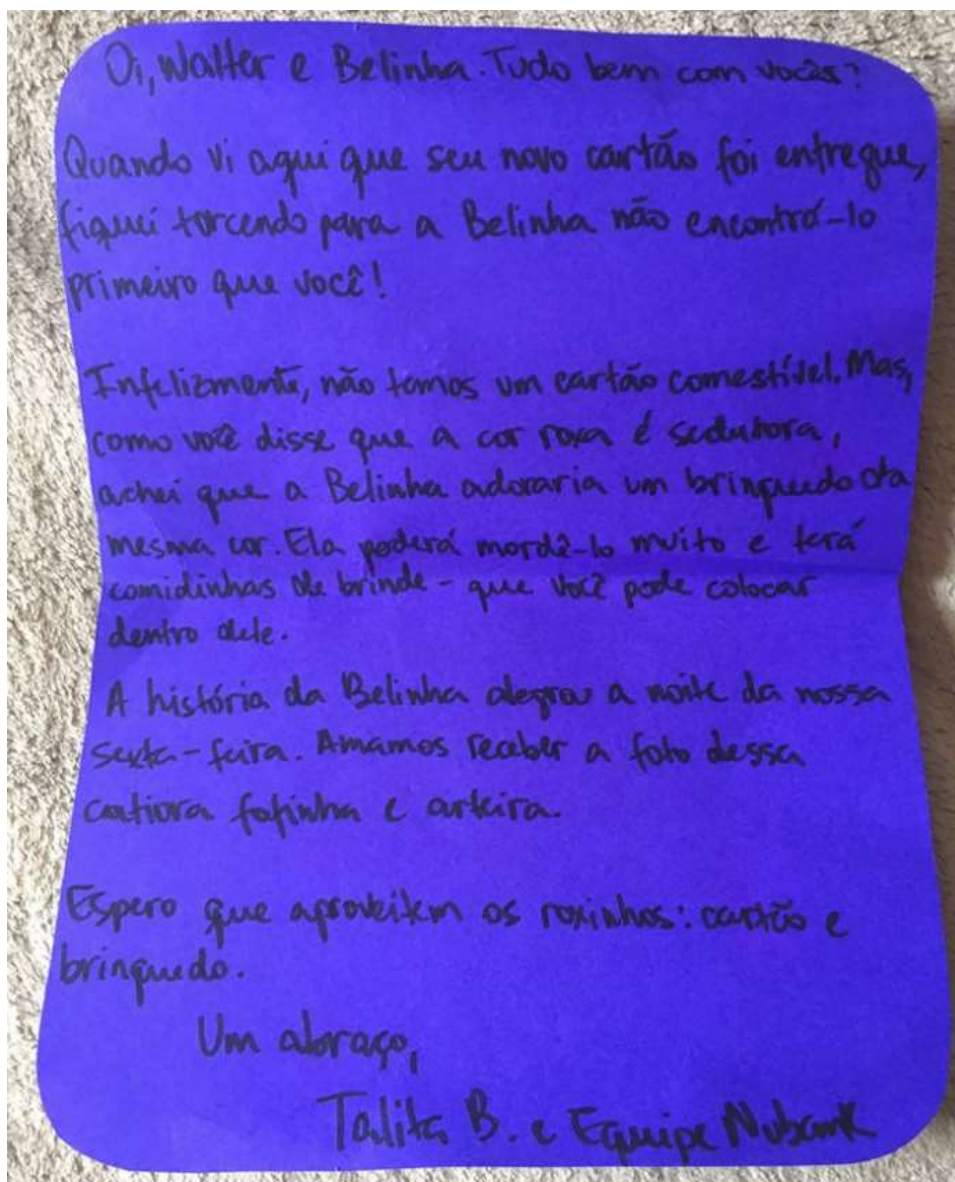 Oi, Walter e Belinha. Tudo bem com vocês?
Quando vi aqui que seu novo cartão foi entregue,
fiquei torcendo para a Belinha não encontrá-lo
primeiro que você!
Infelizmente, não temos um cartão comestível. Mas,
como você disse que a cor roxa é sedutora,
achei que a Belinha adoraria um brinquedo da
mesma cor. Ela poderá mordê-lo muito e terá
comidinhas de brinde - que você pode colocar
dentro dele.
A história da Belinha alegrou a noite da nossa
sexta-feira. Amamos receber a foto dessa
catiora fofinha e arteira.
Espero que aproveitem os roxinhos: cartão e
brinquedo.
Um abraço,
Talita B. e Equipe Nubank